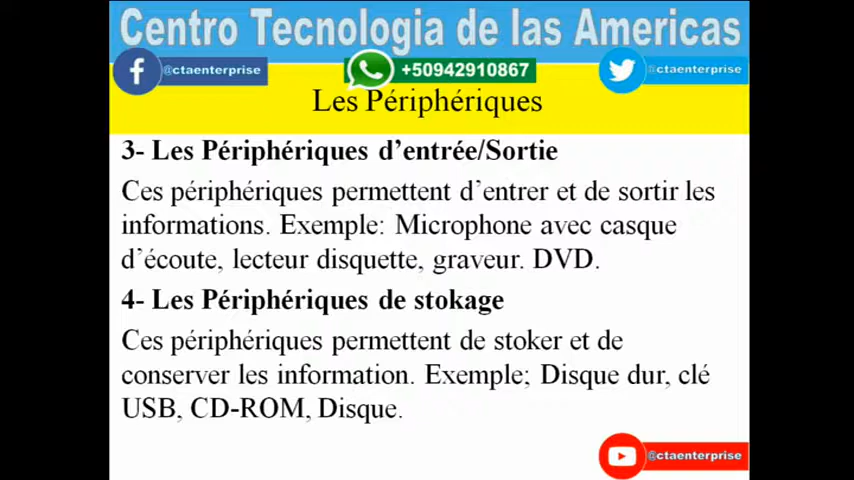 Centro Tecnologia de las Americas
@ctaenterprise
+50942910867
@ctaenterprise
Les Périphériques
3- Les Périphériques d’entrée/Sortie
Ces périphériques permettent d’entrer et de sortir les
informations. Exemple: Microphone avec casque
d’écoute, lecteur disquette, graveur. DVD.
4- Les Périphériques de stokage
Ces périphériques permettent de stoker et de
conserver les information. Exemple; Disque dur, clé
USB, CD-ROM, Disque.
@ctaenterprise